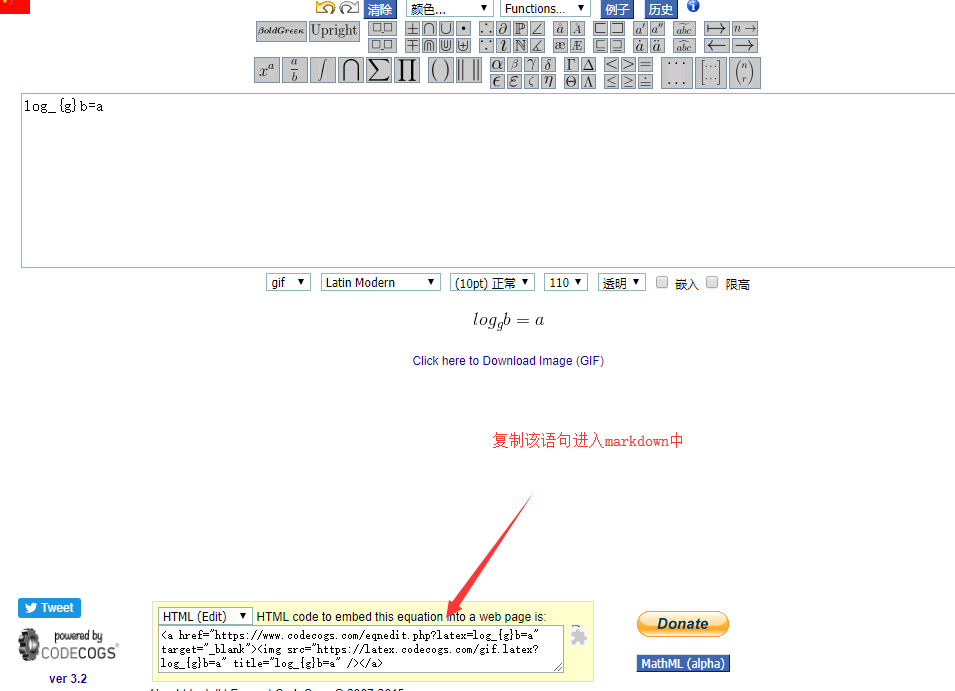 清除 颜色... Functions... 例子 历史
βoldGreek Upright
log_{g}b=a
gif Latin Modern (10pt) 正常 110 透明 嵌入 限高
log_g b = a
Click here to Download Image (GIF)
复制该语句进入markdown中
Tweet
powered by
CODECOGS
ver 3.2
HTML (Edit) HTML code to embed this equation into a web page is:
<a href="https://www.codecogs.com/eqnedit.php?latex=log_{g}b=a"
target="_blank"><img src="https://latex.codecogs.com/gif.latex?
log_{g}b=a" title="log_{g}b=a" /></a>
Donate
MathML (alpha)